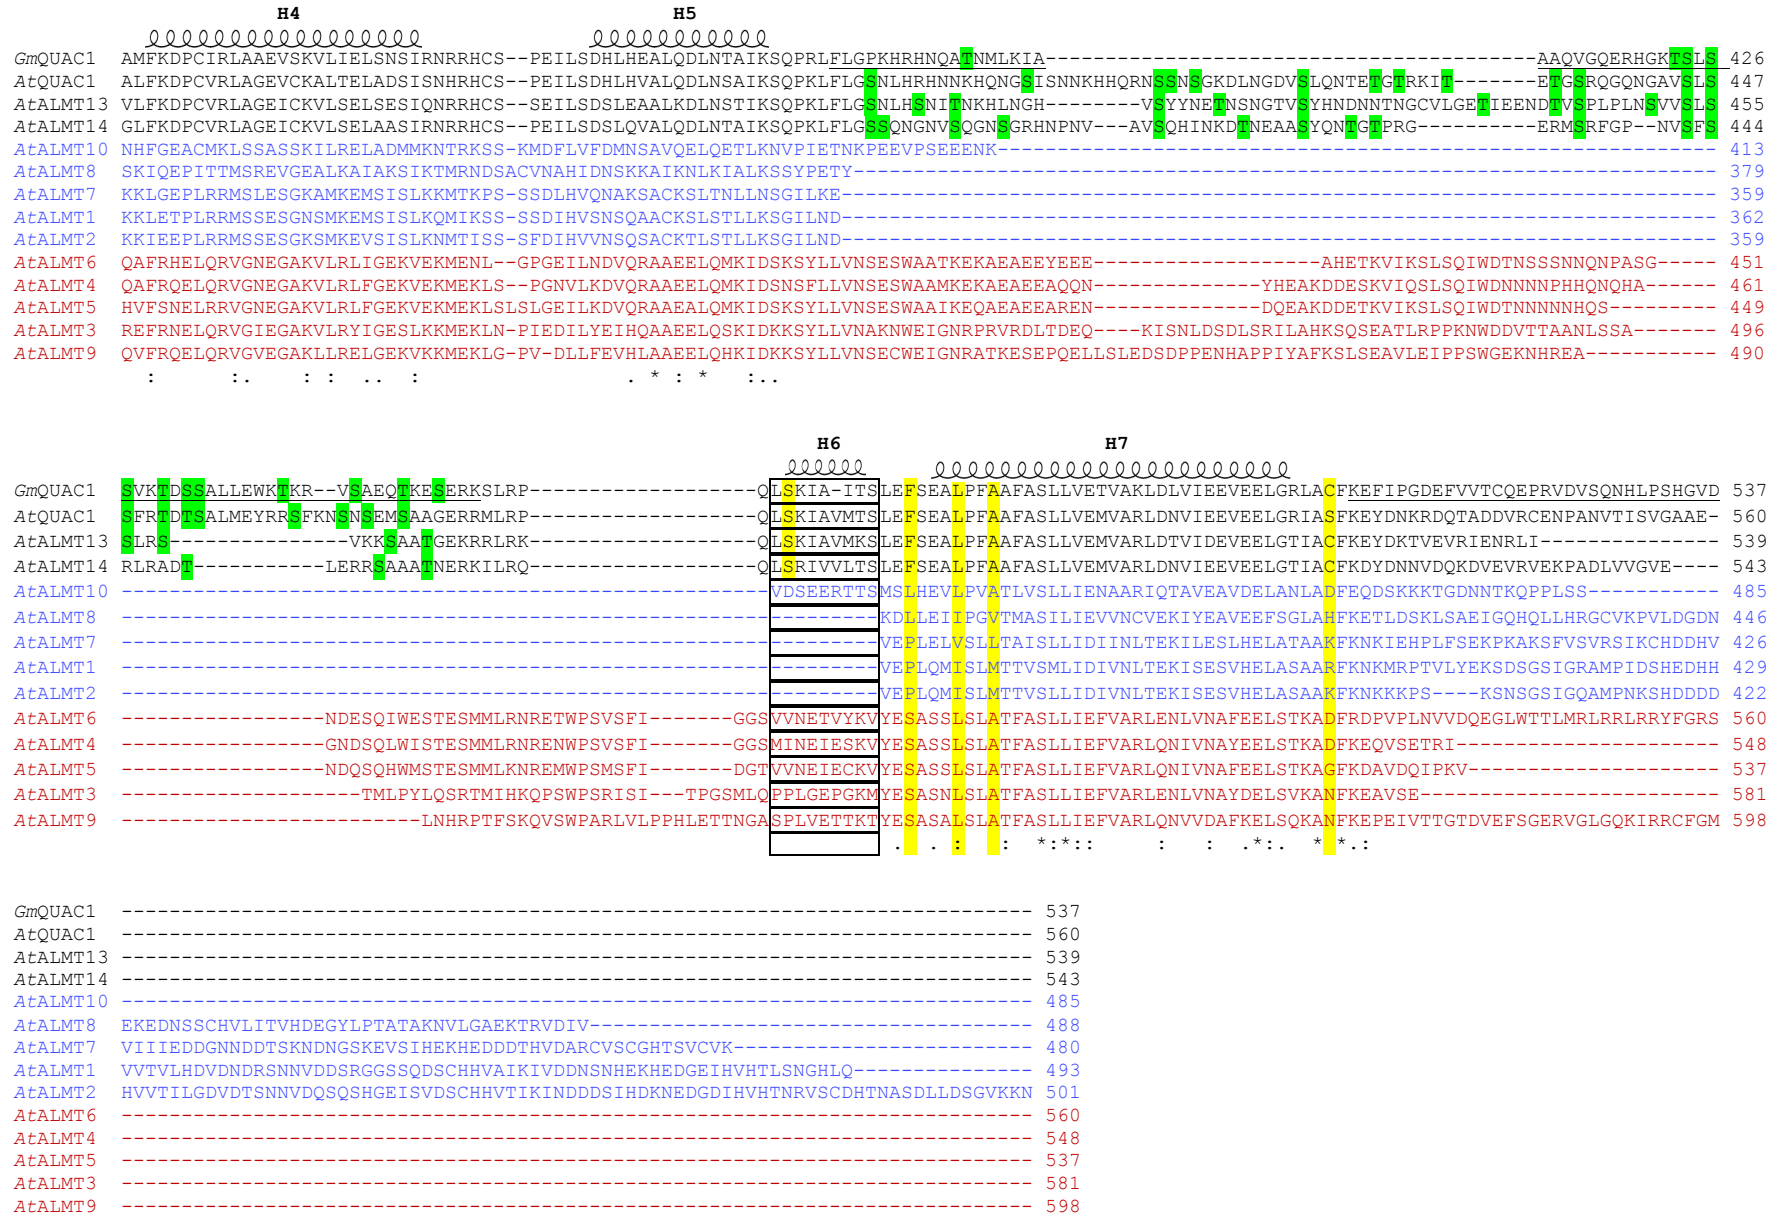 H4 H5
GmQUAC1 AMFKDPCIRLAAEVSKVLIELSNSIRNRRHCS--PEILSDHLHEALQDLNTAIKSQPRLFLGPKHRHNQATNMLKIA-----------------------------------------AAQVGQERHGKTSLS 426
AtQUAC1 ALFKDPCVRLAGEVCKALTELADSISNHRHCS--PEILSDHLHVALQDLNSAIKSQPKLFLGSNLHRHNNKHQNGSISNNKHHQRNSSNSGKDLNGDVSLQNTETGTRKIT-------ETGSRQGQNGAVSLS 447
AtALMT13 VLFKDPCVRLAGEICKVLSELSESIQNRRHCS--SEILSDSLEAALKDLNSTIKSQPKLFLGSNLHSNITNKHLNGH--------VSYYNETNSNGTVSYHNDNNTNGCVLGETIEENDTVSPLPLNSVVSLS 455
AtALMT14 GLFKDPCVRLAGEICKVLSELAASIRNRRHCS--PEILSDSLQVALQDLNTAIKSQPKLFLGSSQNGNVSQGNSGRHNPNV---AVSQHINKDTNEAASYQNTGTPRG----------ERMSRFGP--NVSFS 444
AtALMT10 NHFGEACMKLSSASSKILRELADMMKNTRKSS--KMDFLVFDMNSAVQELQETLKNVPIETNKPEEVPSEEENK------------------------------------------------------------ 413
AtALMT8 SKIQEPITTMSREVGEALKAIAKSIKTMRNDSACVNAHIDNSKKAIKNLKIALKSSYPETY------------------------------------------------------------------------ 379
AtALMT7 KKLGEPLRRMSLESGKAMKEMSISLKKMTKPS-SSSDLHVQNAKSACKSLTNLLNSGILKE------------------------------------------------------------------------- 359
AtALMT1 KKLETPLRRMSSESGNSMKEMSISLKQMIKSS-SSSDIHVSNSQAACKSLSTLLKSGILND------------------------------------------------------------------------- 362
AtALMT2 KKIEEPLRRMSSESGKSMKEVSISLKNMTISS-SFDIHVVNSQSACKTLSTLLKSGILND------------------------------------------------------------------------- 359
AtALMT6 QAFRHELQRVGNEGAKVLRLIGEKVEKMENL--GPGEILNDVQRAAEELQMKIDSKSYLLVNSESWAATKEKAEAEEYEEE-------------------AHETKVIKSLSQIWDTNSSSNNQNPASG----- 451
AtALMT4 QAFRQELQRVGNEGAKVLRLFGEKVEKMEKLS--PGNVLKDVQRAAEELQMKIDSNSFLLVNSESWAAMKEKAEAEEAQQN--------------YHEAKDDESKVIQSLSQIWDNNNNPHHQNQHA------ 461
AtALMT5 HVFSNELRRVGNEGAKVLRLFGEKVEKMEKLSLSLGEILKDVQRAAEALQMKIDSKSYLLVNSESWAAIKEQAEAEEAREN--------------DQEAKDDETKVIKSLSQIWDTNNNNNHQS--------- 449
AtALMT3 REFRNELQRVGIEGAKVLRYIGESLKKMEKLN-PIEDILYEIHQAAEELQSKIDKKSYLLVNAKNWEIGNRPRVRDLTDEQ----KISNLDSDLSRILAHKSQSEATLRPPKNWDDVTTAANLSSA------- 496
AtALMT9 QVFRQELQRVGVEGAKLLRELGEKVKKMEKLG-PV-DLLFEVHLAAEELQHKIDKKSYLLVNSECWEIGNRATKESEPQELLSLEDSDPPENHAPPIYAFKSLSEAVLEIPPSWGEKNHREA----------- 490
: :. : : .. : . * : * :..
H6 H7
GmQUAC1 SVKTDSSALLEWKTKR--VSAEQTKESERKSLRP--------------------QLSKIA-ITSLEFSEALPFAAFASLLVETVAKLDLVIEEVEELGRLACFKEFIPGDEFVVTCQEPRVDVSQNHLPSHGVD 537
AtQUAC1 SFRTDTSALMEYRRSFKNSNSEMSAAGERRMLRP--------------------QLSKIAVMTSLEFSEALPFAAFASLLVEMVARLDNVIEEVEELGRIASFKEYDNKRDQTADDVRCENPANVTISVGAAE- 560
AtALMT13 SLRS---------------VKKSAATGEKRRLRK--------------------QLSKIAVMKSLEFSEALPFAAFASLLVEMVARLDTVIDEVEELGTIACFKEYDKTVEVRIENRLI--------------- 539
AtALMT14 RLRADT-----------LERRSAAATNERKILRQ--------------------QLSRIVVLTSLEFSEALPFAAFASLLVEMVARLDNVIEEVEELGTIACFKDYDNNVDQKDVEVRVEKPADLVVGVE---- 543
AtALMT10 ------------------------------------------------------VDSEERTTSMSLHEVLPVATLVSLLIENAARIQTAVEAVDELANLADFEQDSKKKTGDNNTKQPPLSS----------- 485
AtALMT8 ---------------------------------------------------------------KDLLEIIPGVTMASILIEVVNCVEKIYEAVEEFSGLAHFKETLDSKLSAEIGQHQLLHRGCVKPVLDGDN 446
AtALMT7 ---------------------------------------------------------------VEPLELVSLLTAISLLIDIINLTEKILESLHELATAAKFKNKIEHPLFSEKPKAKSFVSVRSIKCHDDHV 426
AtALMT1 ---------------------------------------------------------------VEPLQMISLMTTVSMLIDIVNLTEKISESVHELASAARFKNKMRPTVLYEKSDSGSIGRAMPIDSHEDHH 429
AtALMT2 ---------------------------------------------------------------VEPLQMISLMTTVSLLIDIVNLTEKISESVHELASAAKFKNKKKPS----KSNSGSIGQAMPNKSHDDDD 422
AtALMT6 -----------------NDESQIWESTESMMLRNRETWPSVSFI-------GGSVVNETVYKVYESASSLSLATFASLLIEFVARLENLVNAFEELSTKADFRDPVPLNVVDQEGLWTTLMRLRRLRRYFGRS 560
AtALMT4 -----------------GNDSQLWISTESMMLRNRENWPSVSFI-------GGSMINEIESKVYESASSLSLATFASLLIEFVARLQNIVNAYEELSTKADFKEQVSETRI---------------------- 548
AtALMT5 -----------------NDQSQHWMSTESMMLKNREMWPSMSFI-------DGTVVNEIECKVYESASSLSLATFASLLIEFVARLQNIVNAFEELSTKAGFKDAVDQIPKV--------------------- 537
AtALMT3 --------------------TMLPYLQSRTMIHKQPSWPSRISI---TPGSMLQPPLGEPGKMYESASNLSLATFASLLIEFVARLENLVNAYDELSVKANFKEAVSE------------------------- 581
AtALMT9 -------------------------LNHRPTFSKQVSWPARLVLPPHLETTNGASPLVETTKTYESASALSLATFASLLIEFVARLQNVVDAFKELSQKANFKEPEIVTTGTDVEFSGERVGLGQKIRRCFGM 598
. . : : *:*:: : : .*:. * *.:
GmQUAC1 ---------------------------------------------------------------------------- 537
AtQUAC1 ---------------------------------------------------------------------------- 560
AtALMT13 ---------------------------------------------------------------------------- 539
AtALMT14 ---------------------------------------------------------------------------- 543
AtALMT10 ---------------------------------------------------------------------------- 485
AtALMT8 EKEDNSSCHVLITVHDEGYLPTATAKNVLGAEKTRVDIV------------------------------------- 488
AtALMT7 VIIIEDDGNNDDTSKNDNGSKEVSIHEKHEDDDTHVDARCVSCGHTSVCVK------------------------- 480
AtALMT1 VVTVLHDVDNDRSNNVDDSRGGSSQDSCHHVAIKIVDDNSNHEKHEDGEIHVHTLSNGHLQ--------------- 493
AtALMT2 HVVTILGDVDTSNNVDQSQSHGEISVDSCHHVTIKINDDDSIHDKNEDGDIHVHTNRVSCDHTNASDLLDSGVKKN 501
AtALMT6 ---------------------------------------------------------------------------- 560
AtALMT4 ---------------------------------------------------------------------------- 548
AtALMT5 ---------------------------------------------------------------------------- 537
AtALMT3 ---------------------------------------------------------------------------- 581
AtALMT9 ---------------------------------------------------------------------------- 598